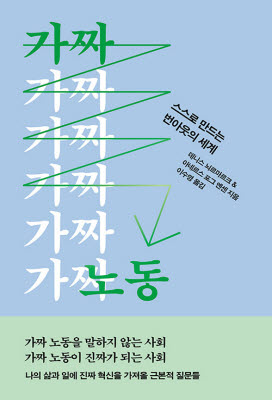 가짜
가짜
가짜
가짜
가짜
가짜 노동
스스로 만드는
번아웃의 세계
데니스 뇌르마르크 &
아네르스 포그 옌센 지음
이수영 옮김
가짜 노동을 말하지 않는 사회
가짜 노동이 진짜가 되는 사회
나의 삶과 일에 진짜 혁신을 가져올 근본적 질문들